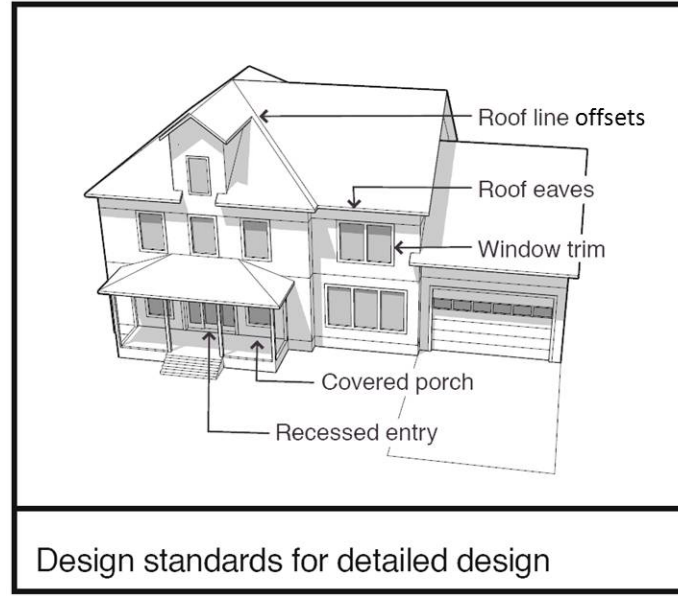 Roof line offsets
Roof eaves
Window trim
Covered porch
Recessed entry
Design standards for detailed design